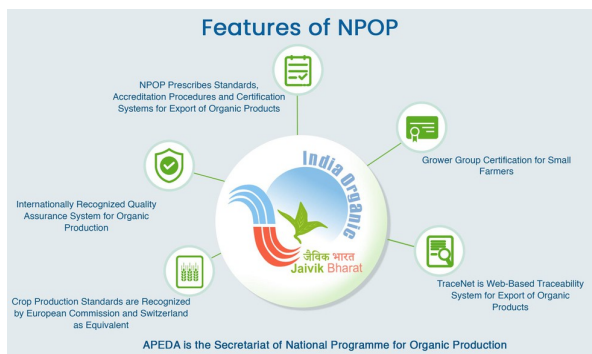 Features of NPOP
NPOP Prescribes Standards,
Accreditation Procedures and Certification
Systems for Export of Organic Products
Grower Group Certification for Small
Farmers
Internationally Recognized Quality
Assurance System for Organic
Production
India Organic
जैविक भारत
Jaivik Bharat
TraceNet is Web-Based Traceability
System for Export of Organic
Products
Crop Production Standards are Recognized
by European Commission and Switzerland
as Equivalent
APEDA is the Secretariat of National Programme for Organic Production